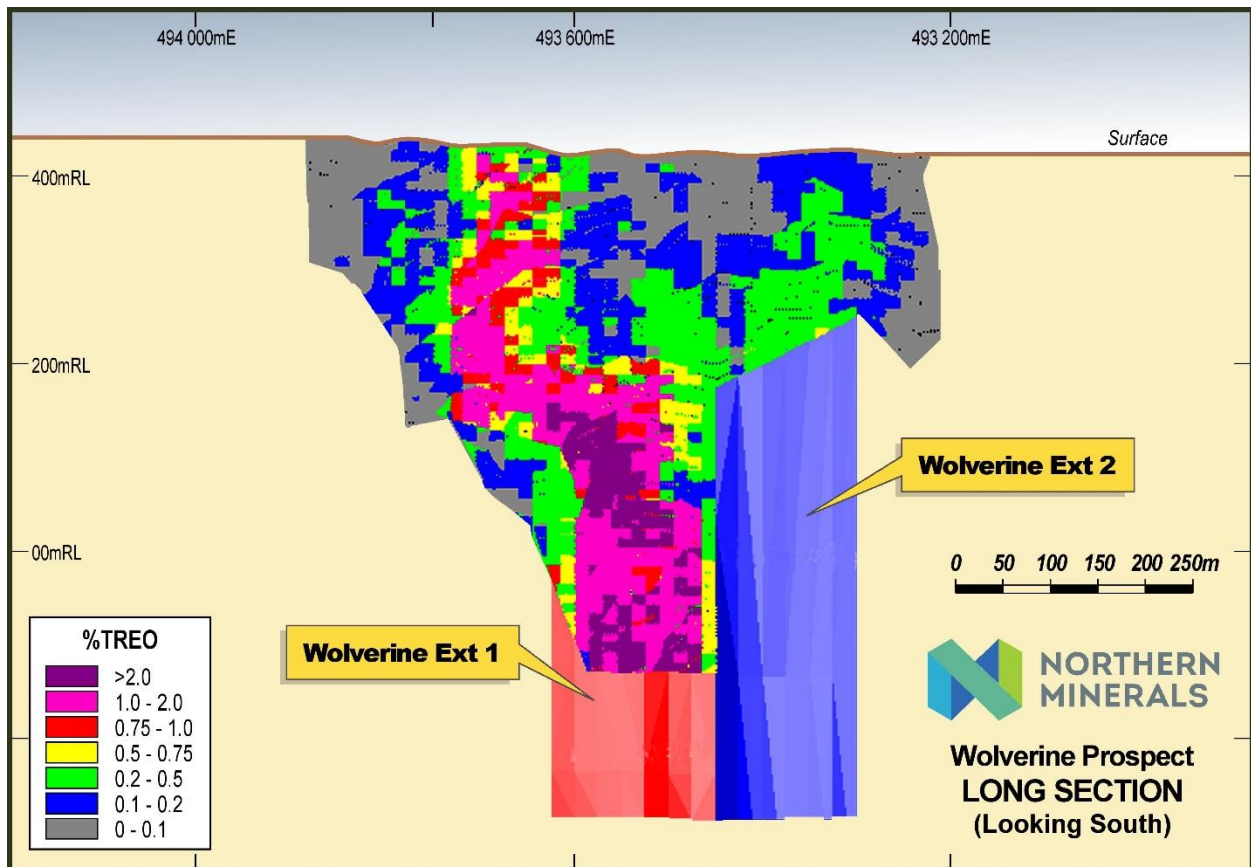 494 000mE
493 600mE
493 200mE
Surface
400mRL
200mRL
00mRL
Wolverine Ext 2
Wolverine Ext 1
0 50 100 150 200 250m
%TREO
>2.0
1.0 - 2.0
0.75 - 1.0
0.5 - 0.75
0.2 - 0.5
0.1 - 0.2
0 - 0.1
NORTHERN
MINERALS
Wolverine Prospect
LONG SECTION
(Looking South)